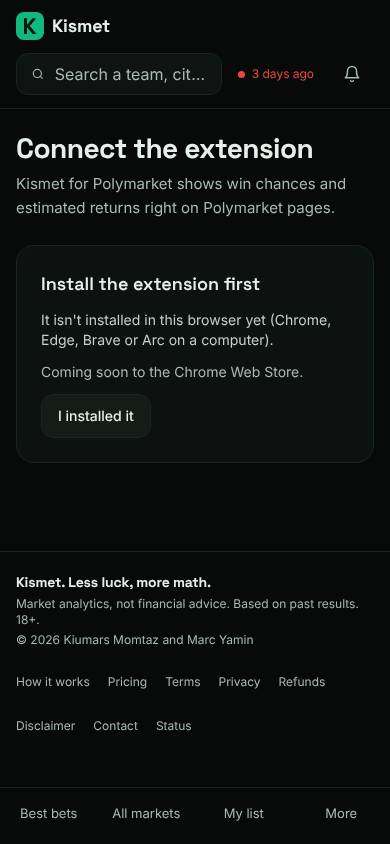 Kismet
Search a team, cit...
3 days ago
Connect the extension
Kismet for Polymarket shows win chances and
estimated returns right on Polymarket pages.
Install the extension first
It isn't installed in this browser yet (Chrome,
Edge, Brave or Arc on a computer).
Coming soon to the Chrome Web Store.
I installed it
Kismet. Less luck, more math.
Market analytics, not financial advice. Based on past results.
18+.
© 2026 Kiumars Momtaz and Marc Yamin
How it works Pricing Terms Privacy Refunds
Disclaimer Contact Status
Best bets All markets My list More